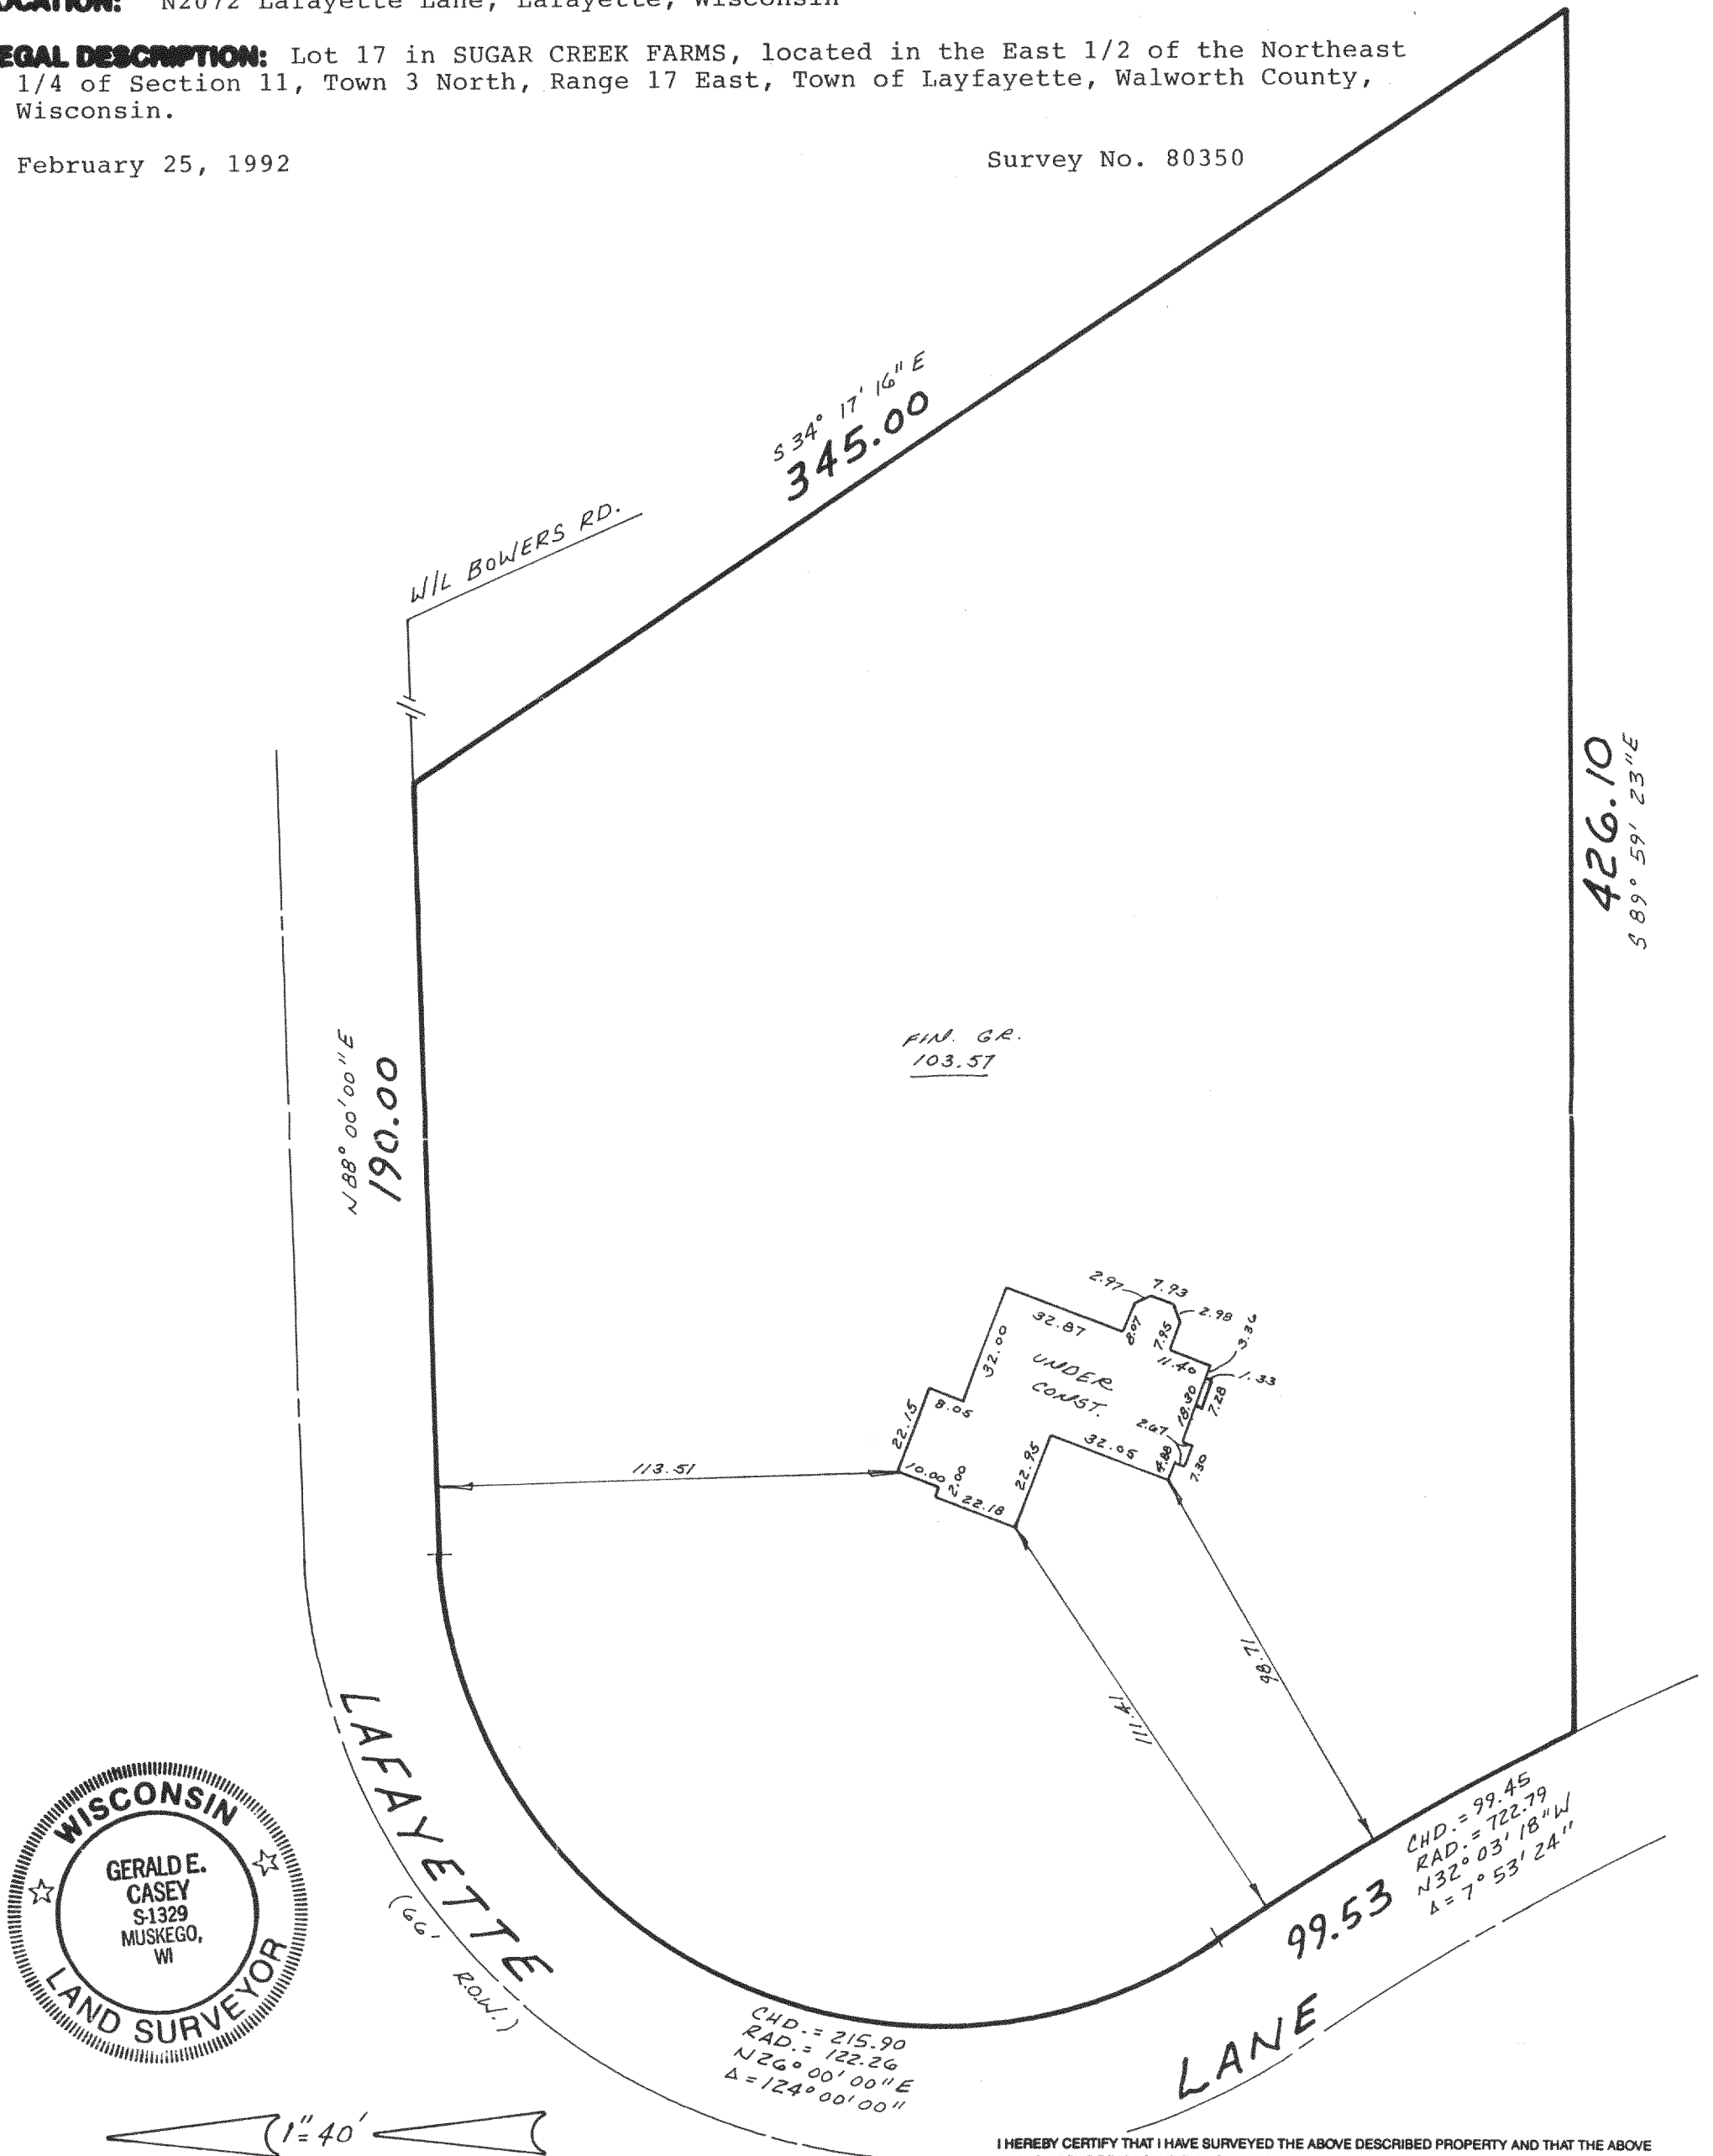 N2072 Lafayette Lane, Lafayette, Wisconsin
LEGAL DESCRIPTION: Lot 17 in SUGAR CREEK FARMS, located in the East 1/2 of the Northeast
1/4 of Section 11, Town 3 North, Range 17 East, Town of Layfayette, Walworth County,
Wisconsin.
February 25, 1992
Survey No. 80350
S 34° 17' 16" E
345.00
W/L BOWERS RD.
426.10
S 89° 59' 23" E
N 88° 00' 00" E
190.00
FIN. GR.
103.57
2.97
7.93
2.98
32.87
8.07
7.95
3.36
11.40
1.33
32.00
UNDER
CONST.
18.30
7.28
8.05
22.15
2.67
32.05
4.88
7.30
22.95
10.00
2.00
22.18
113.51
98.71
111.41
LAFAYETTE
(66' R.O.W.)
WISCONSIN
GERALD E.
CASEY
S-1329
MUSKEGO,
WI
LAND SURVEYOR
99.53
CHD. = 99.45
RAD. = 722.79
N32° 03' 18" W
Δ = 7° 53' 24"
LANE
CHD. = 215.90
RAD. = 122.26
N26° 00' 00" E
Δ = 124° 00' 00"
1" = 40'
I HEREBY CERTIFY THAT I HAVE SURVEYED THE ABOVE DESCRIBED PROPERTY AND THAT THE ABOVE